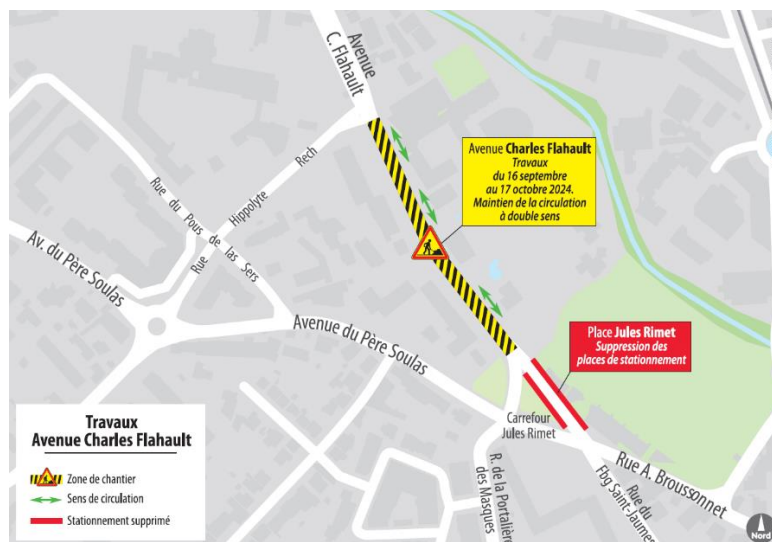 Avenue
C. Flahault
Avenue Charles Flahault
Travaux
du 16 septembre
au 17 octobre 2024.
Maintien de la circulation
à double sens
Rue Hippolyte Rech
Rue du Pous de las Sers
Av. du Père Soulas
Avenue du Père Soulas
Place Jules Rimet
Suppression des
places de stationnement
Carrefour
Jules Rimet
R. de la Portalière
des Masques
Rue A. Broussonnet
Rue du
Fbg Saint-Jaumes
Travaux
Avenue Charles Flahault
Zone de chantier
Sens de circulation
Stationnement supprimé
Nord